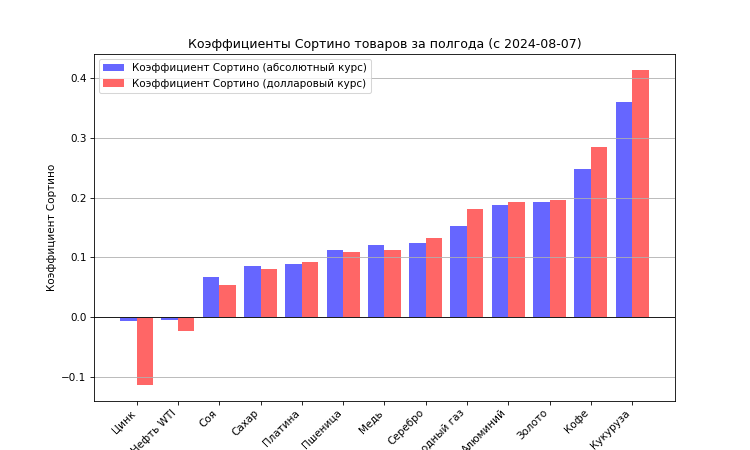 Коэффициенты Сортино товаров за полгода (с 2024-08-07)
Коэффициент Сортино (абсолютный курс)
Коэффициент Сортино (долларовый курс)
Коэффициент Сортино
0.4
0.3
0.2
0.1
0.0
−0.1
Цинк
Нефть WTI
Соя
Сахар
Платина
Пшеница
Медь
Серебро
одный газ
Алюминий
Золото
Кофе
Кукуруза